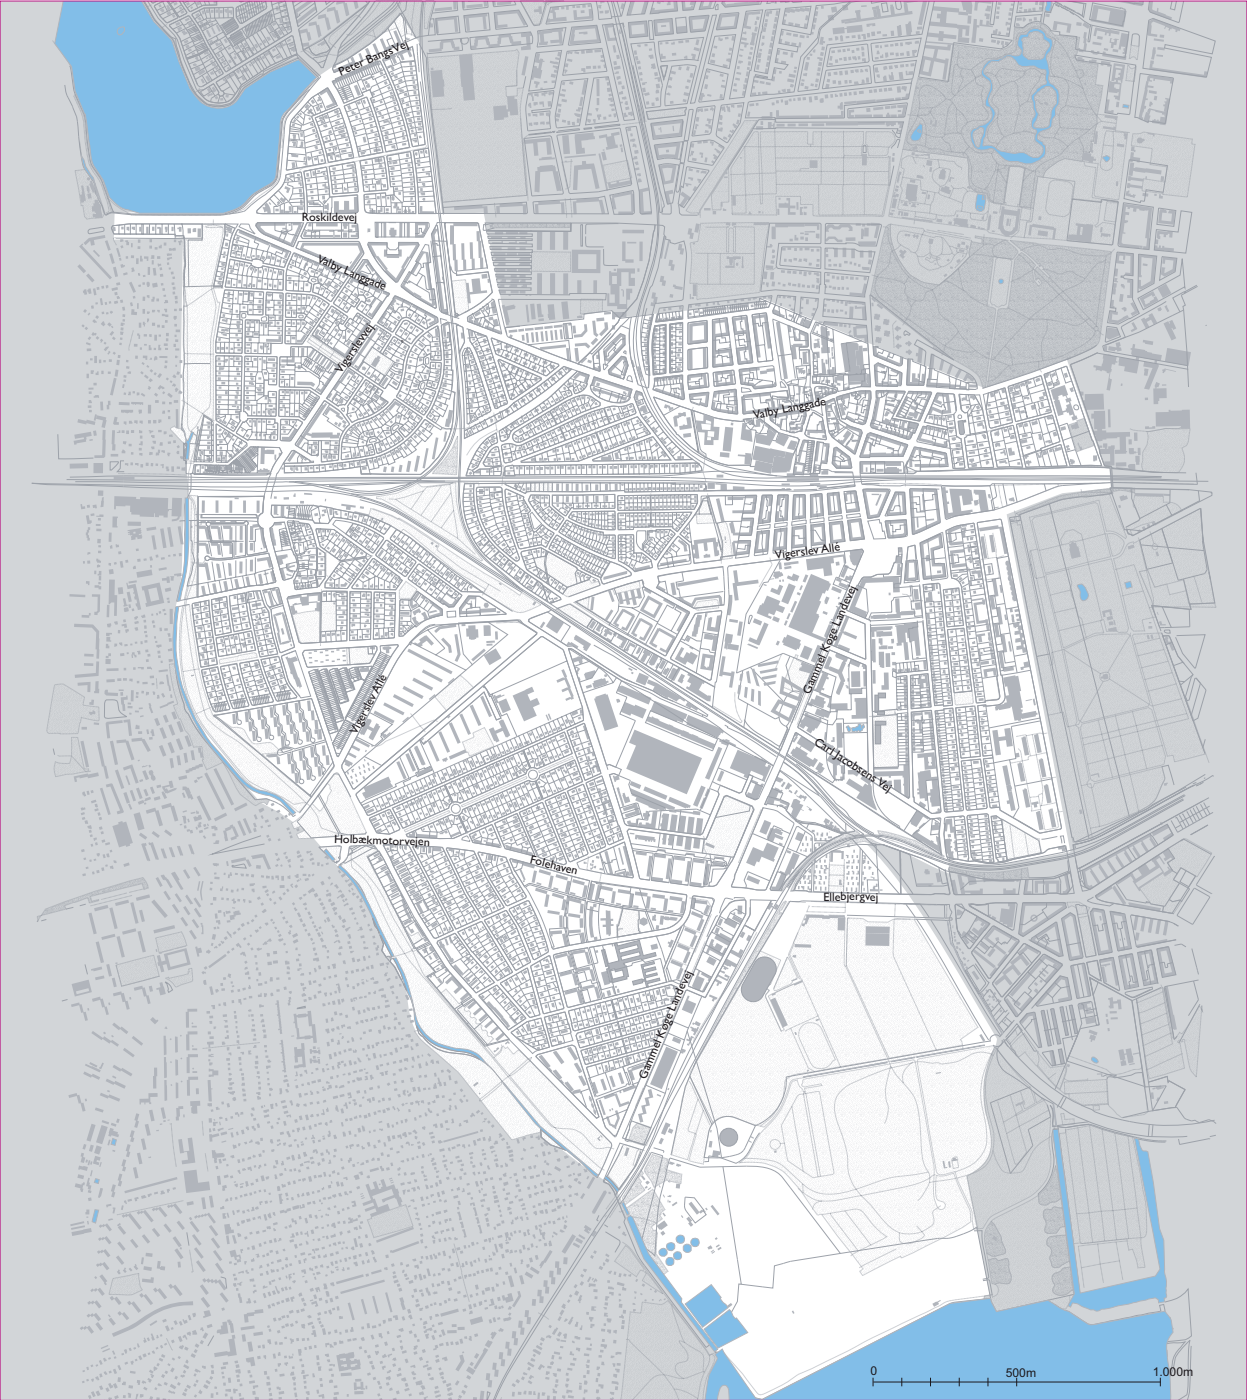 Peter Bangs Vej
Roskildevej
Valby Langgade
Vigerslevvej
Valby Langgade
Vigerslev Allé
Gammel Køge Landevej
Vigerslev Allé
Carl Jacobsens Vej
Holbækmotorvejen
Folehaven
Ellebjergvej
Gammel Køge Landevej
0 500m 1.000m